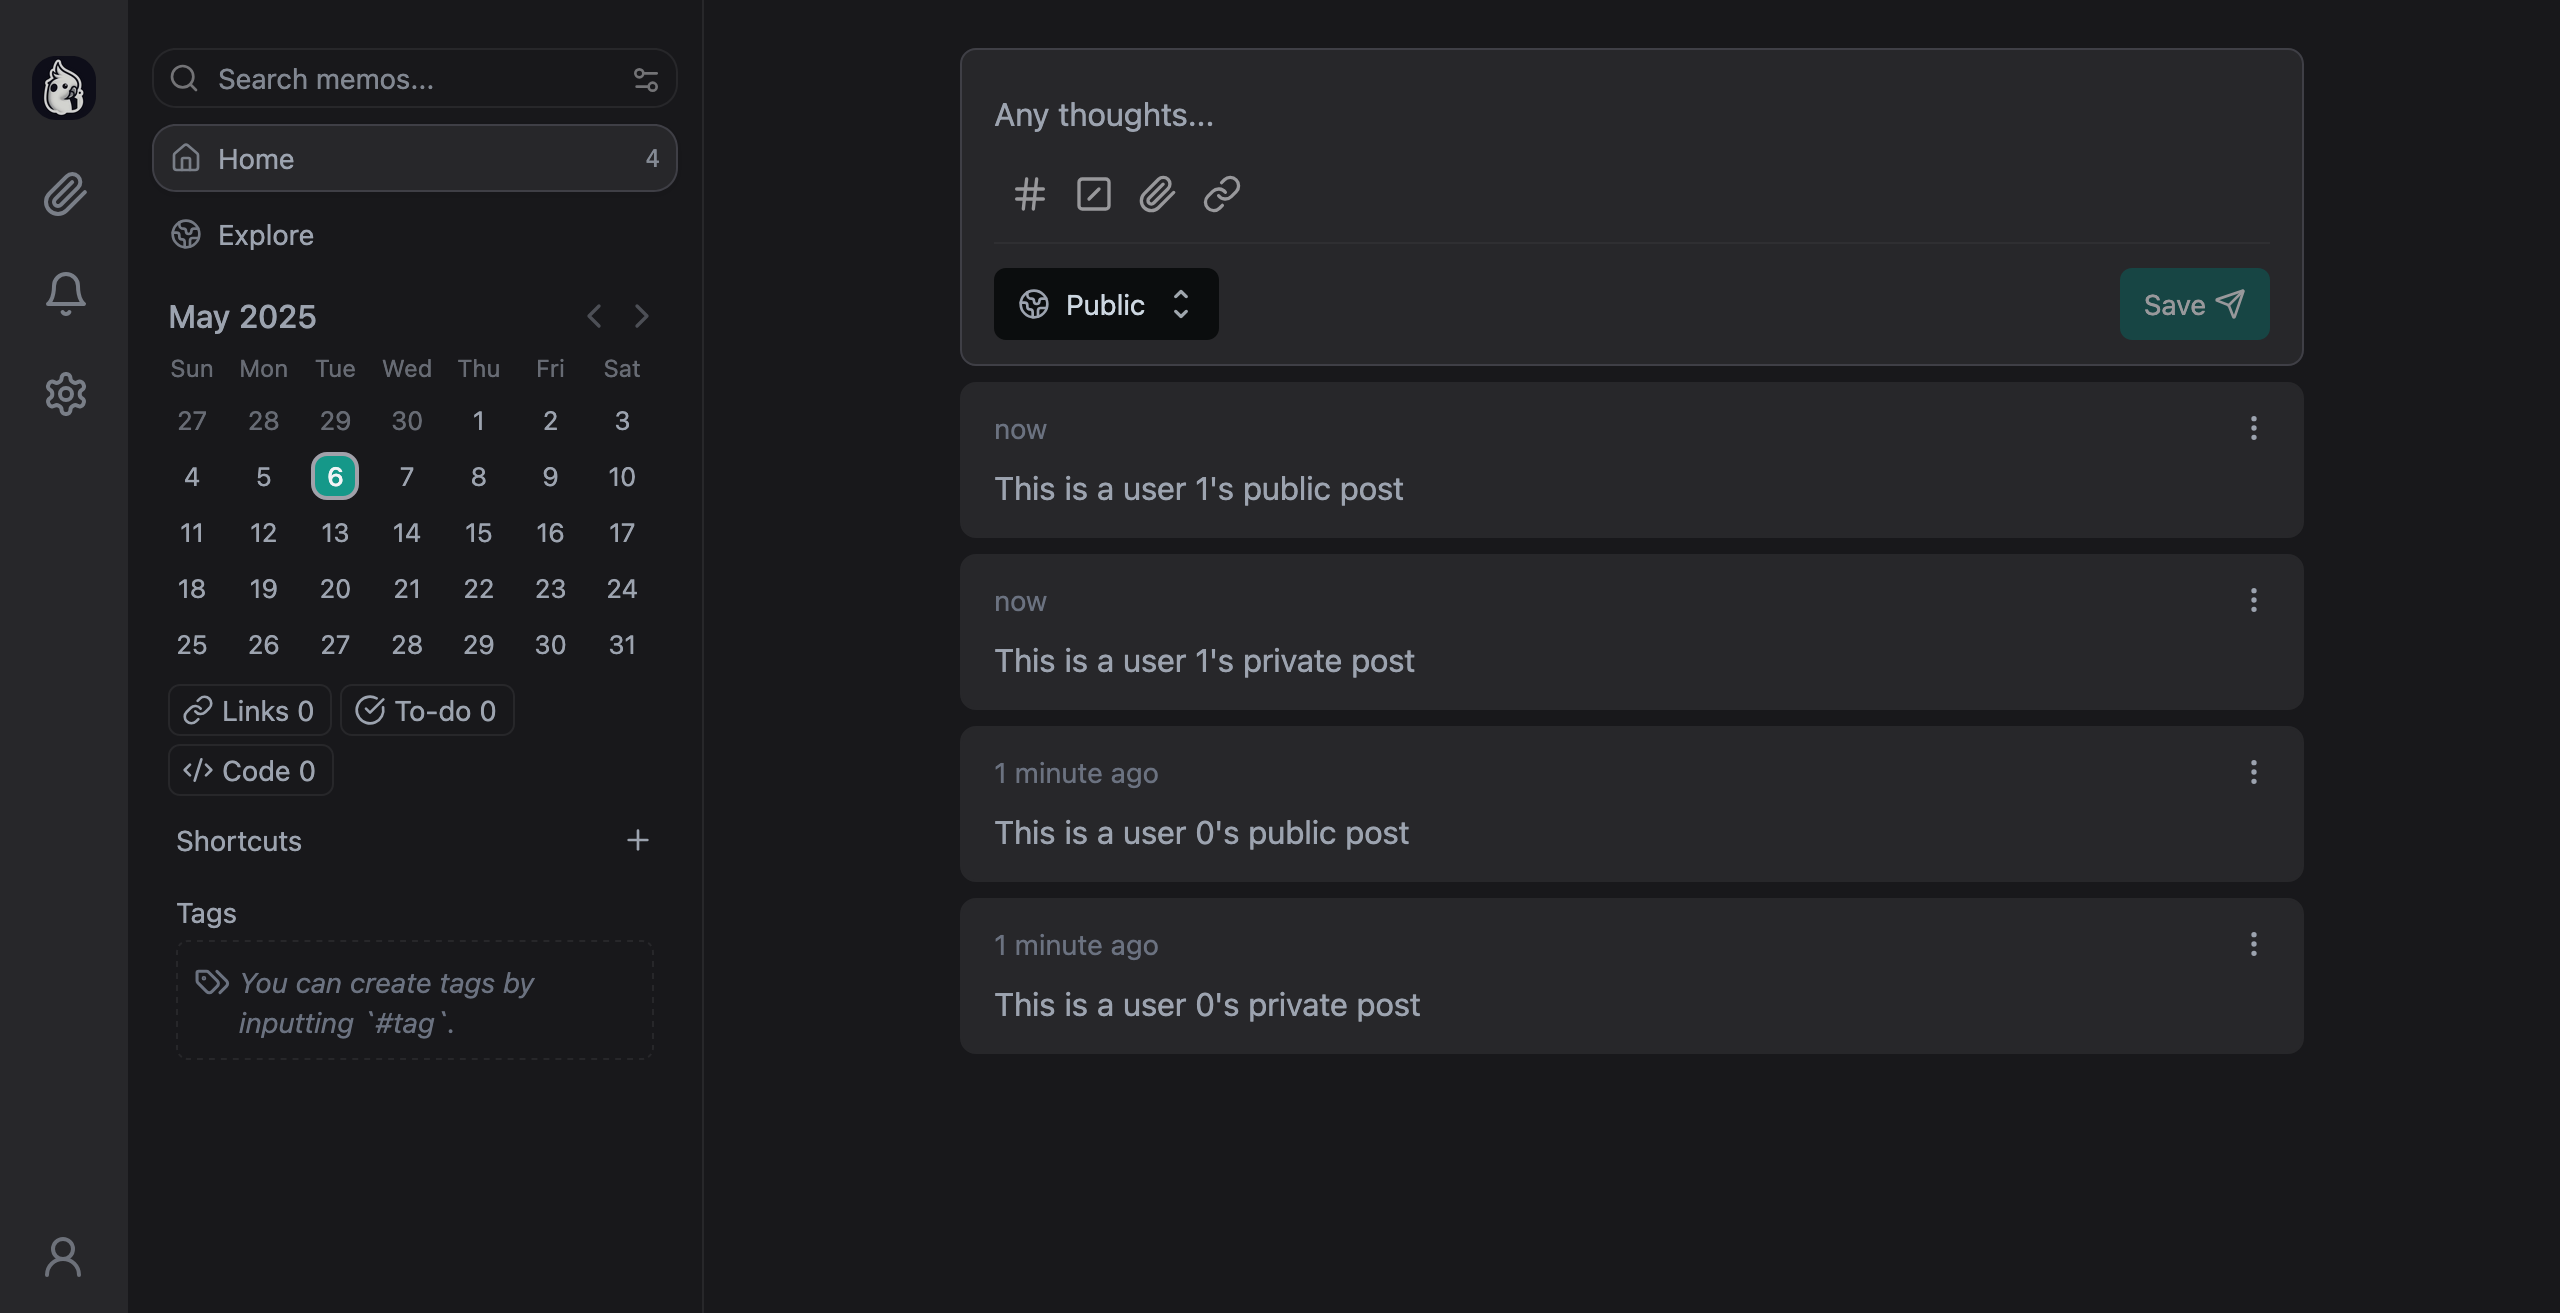 Search memos...
Home 4
Explore
May 2025
Sun Mon Tue Wed Thu Fri Sat
27 28 29 30 1 2 3
4 5 6 7 8 9 10
11 12 13 14 15 16 17
18 19 20 21 22 23 24
25 26 27 28 29 30 31
Links 0 To-do 0
Code 0
Shortcuts
Tags
You can create tags by
inputting `#tag`.
Any thoughts...
Public
Save
now
This is a user 1's public post
now
This is a user 1's private post
1 minute ago
This is a user 0's public post
1 minute ago
This is a user 0's private post